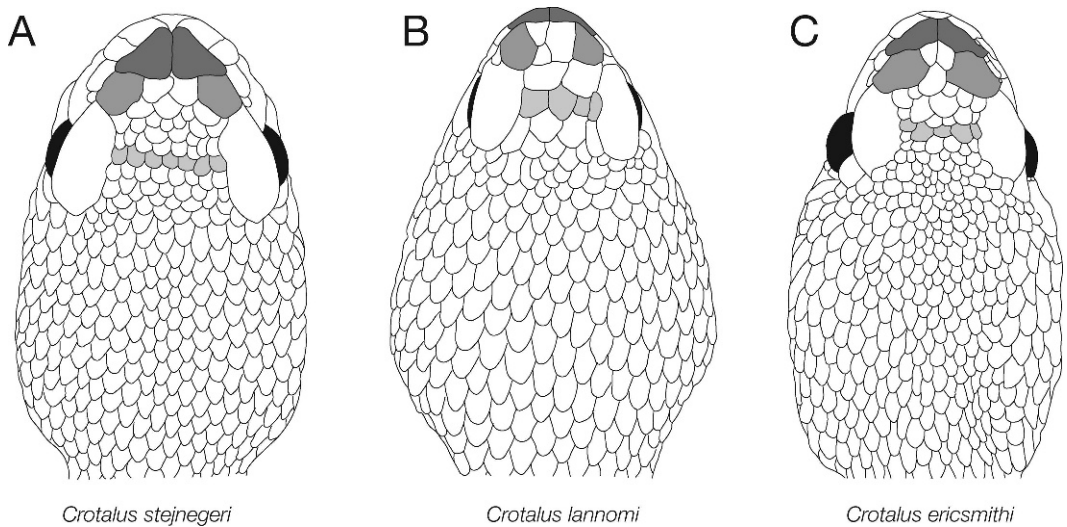 A
B
C
Crotalus stejnegeri
Crotalus lannomi
Crotalus ericsmithi